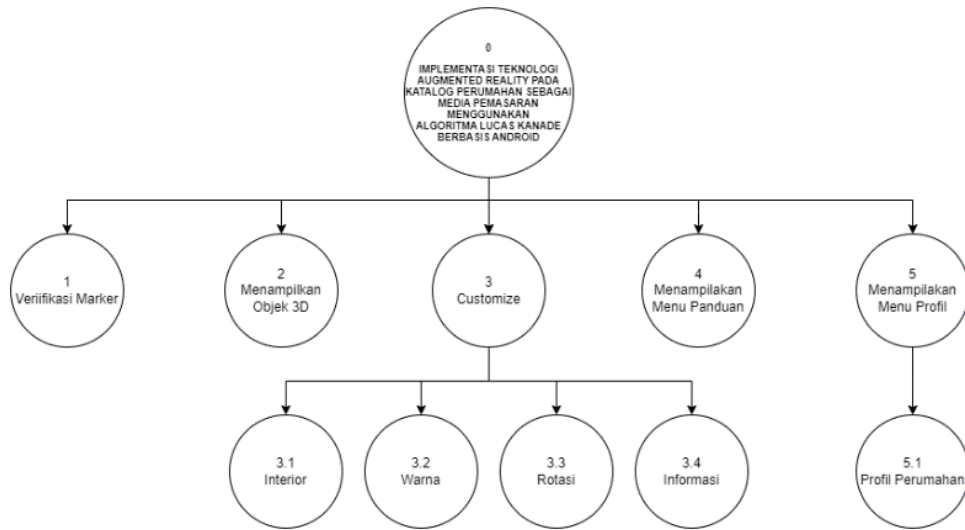 0
IMPLEMENTASI TEKNOLOGI
AUGMENTED REALITY PADA
KATALOG PERUMAHAN SEBAGAI
MEDIA PEMASARAN
MENGGUNAKAN
ALGORITMA LUCAS KANADE
BERBASIS ANDROID
1
Veriifikasi Marker
2
Menampilkan
Objek 3D
3
Customize
4
Menampilakan
Menu Panduan
5
Menampilakan
Menu Profil
3.1
Interior
3.2
Warna
3.3
Rotasi
3.4
Informasi
5.1
Profil Perumahan